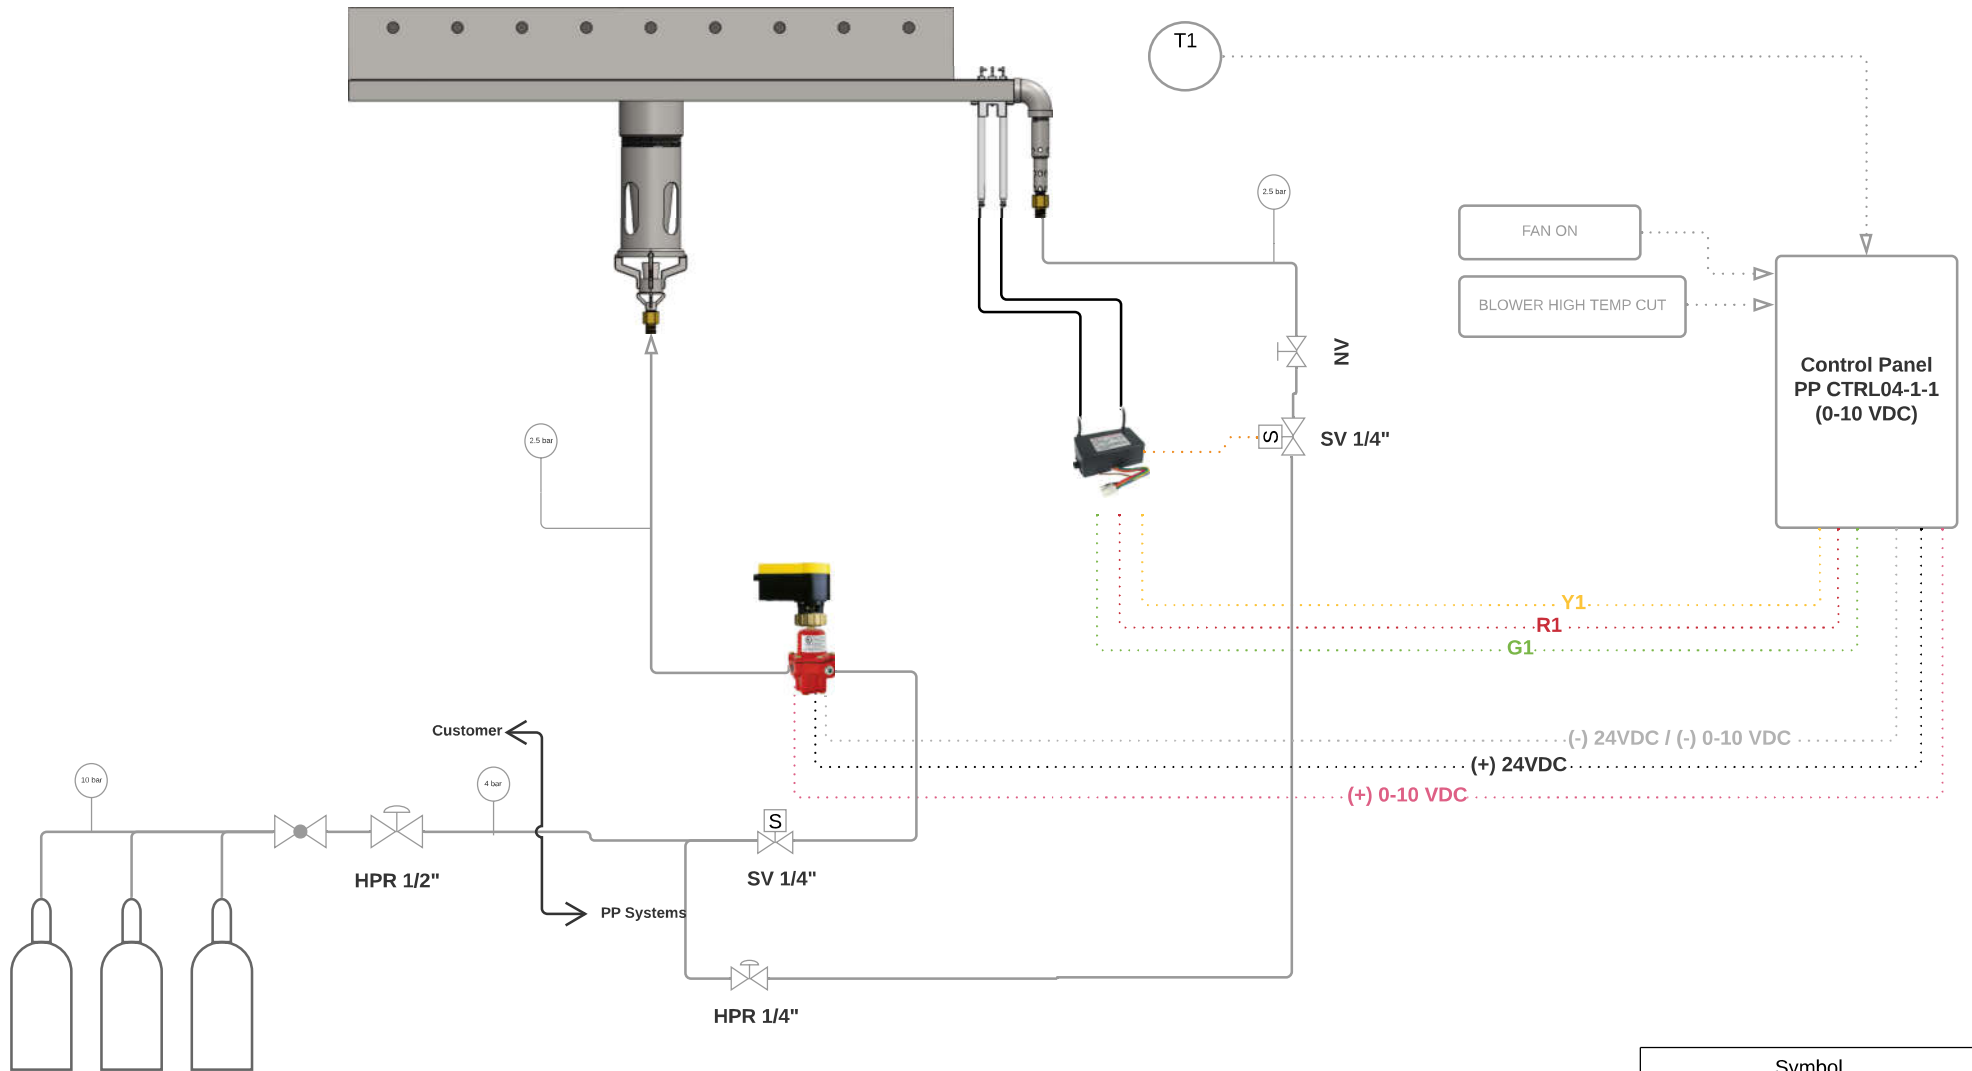 T1
2.5 bar
FAN ON
BLOWER HIGH TEMP CUT
Control Panel
PP CTRL04-1-1
(0-10 VDC)
NV
S
SV 1/4"
2.5 bar
Y1
R1
G1
(-) 24VDC / (-) 0-10 VDC
(+) 24VDC
(+) 0-10 VDC
Customer
10 bar
4 bar
S
HPR 1/2"
SV 1/4"
PP Systems
HPR 1/4"
Symbol